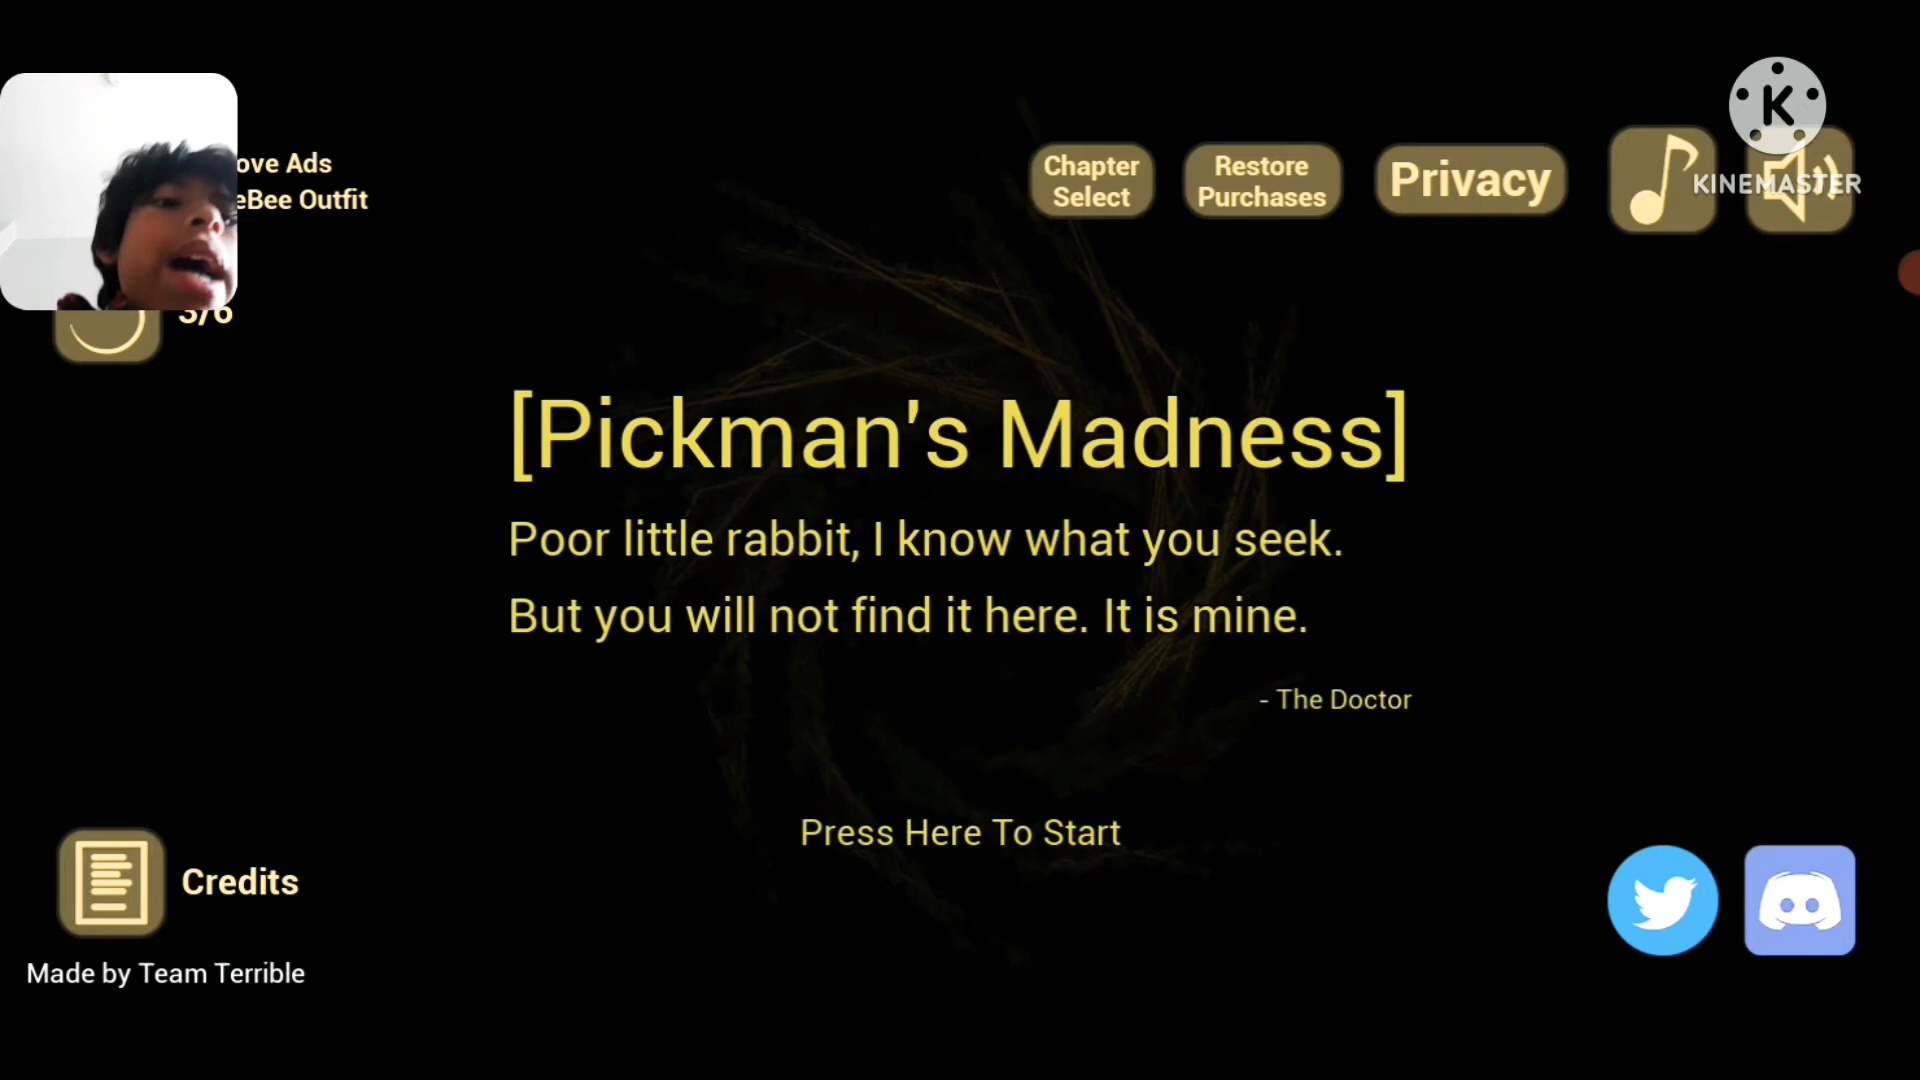 ove Ads
eBee Outfit
Chapter
Select
Restore
Purchases
Privacy
K
KINEMASTER
3/6
[Pickman's Madness]
Poor little rabbit, I know what you seek.
But you will not find it here. It is mine.
- The Doctor
Press Here To Start
Credits
Made by Team Terrible